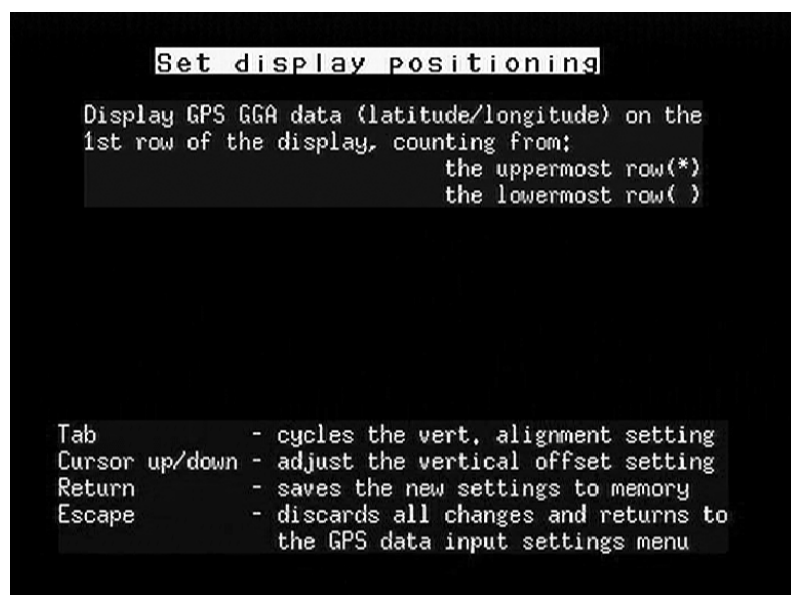 Set display positioning
Display GPS GGA data (latitude/longitude) on the
1st row of the display, counting from:
the uppermost row(*)
the lowermost row( )
Tab - cycles the vert. alignment setting
Cursor up/down - adjust the vertical offset setting
Return - saves the new settings to memory
Escape - discards all changes and returns to
the GPS data input settings menu